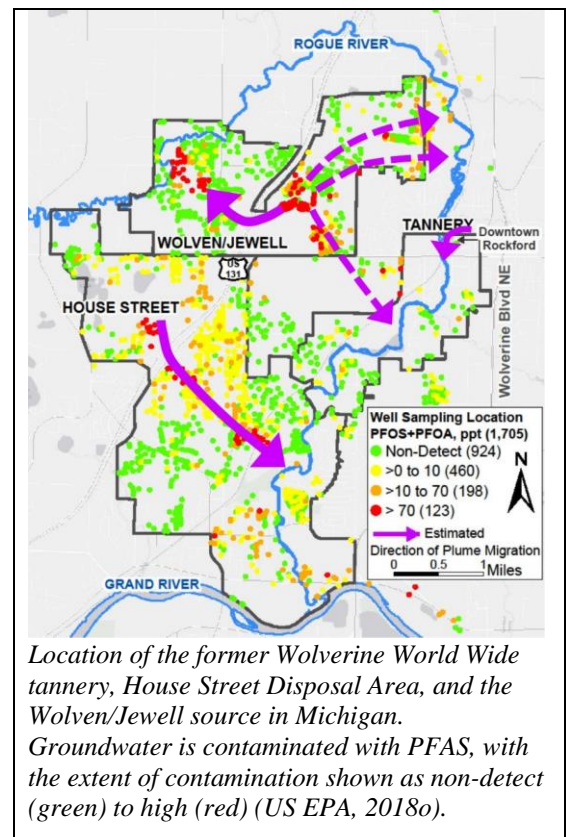 ROGUE RIVER
TANNERY
Downtown
Rockford
WOLVEN/JEWELL
US
131
HOUSE STREET
Wolverine Blvd NE
Well Sampling Location
PFOS+PFOA, ppt (1,705)
Non-Detect (924)
>0 to 10 (460)
>10 to 70 (198)
> 70 (123)
N
Estimated
Direction of Plume Migration
0 0.5 1
Miles
GRAND RIVER
Location of the former Wolverine World Wide
tannery, House Street Disposal Area, and the
Wolven/Jewell source in Michigan.
Groundwater is contaminated with PFAS, with
the extent of contamination shown as non-detect
(green) to high (red) (US EPA, 2018o).